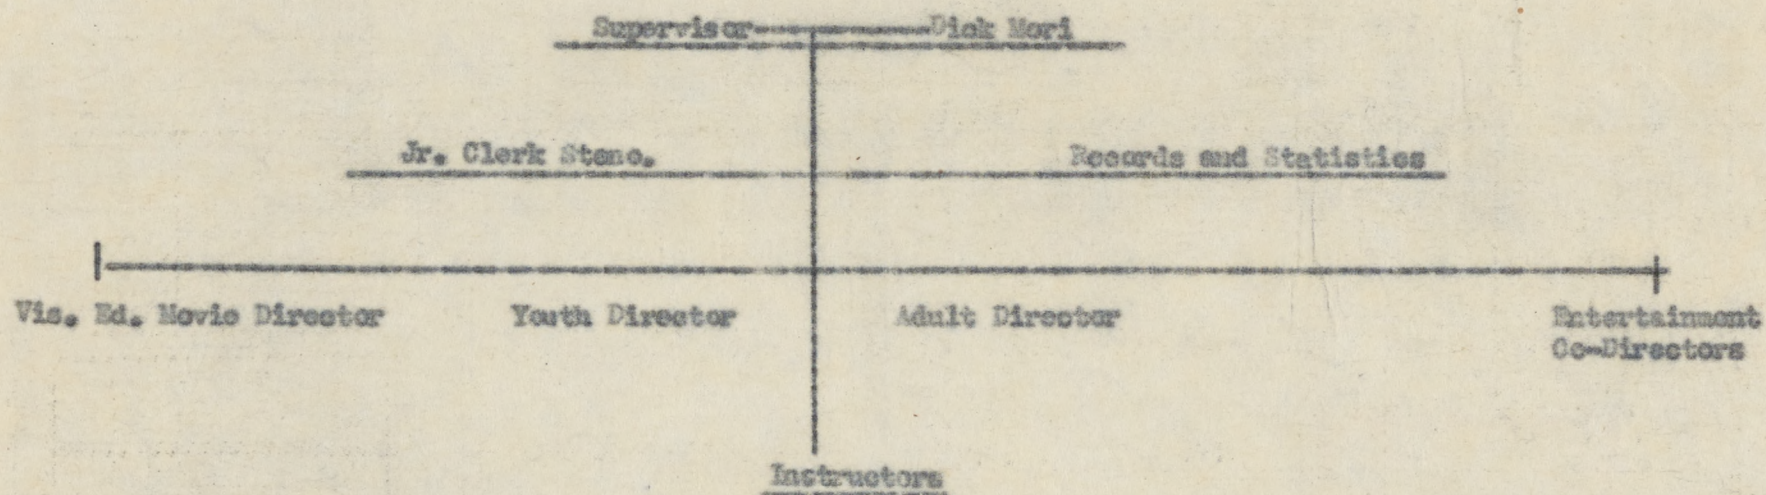 Supervisor----------Dick Mori
Jr. Clerk Steno. Records and Statistics
Vis. Ed. Movie Director Youth Director Adult Director Entertainment
Co-Directors
Instructors